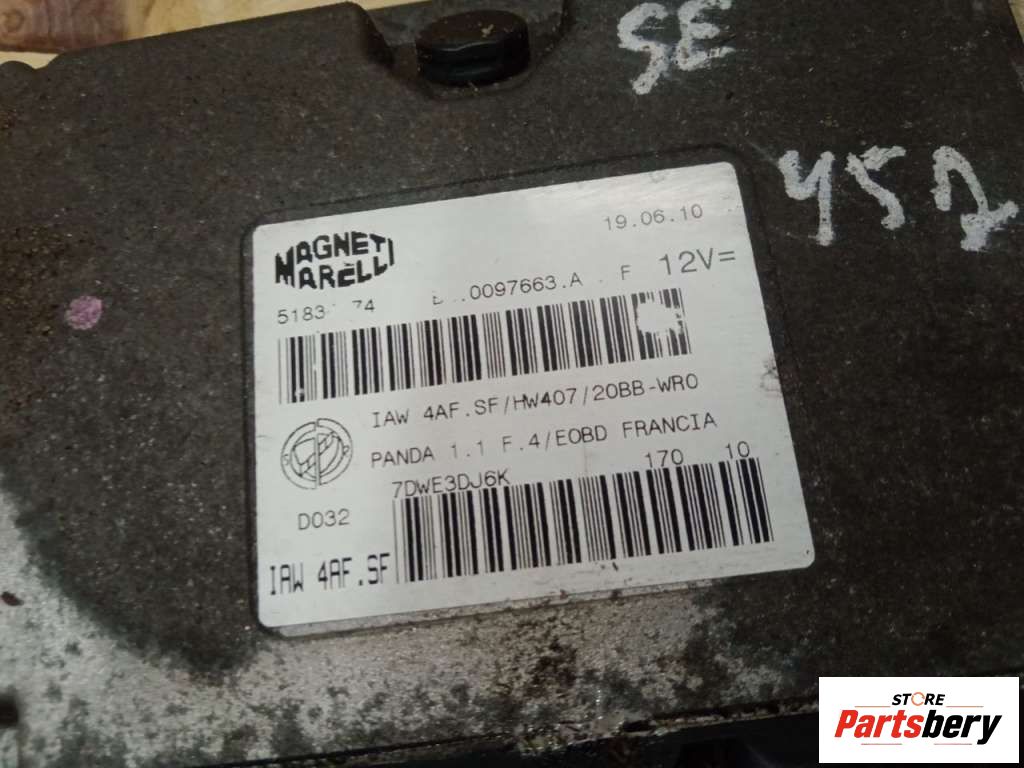 SE
45
MAGNETI
MARELLI
19.06.10
0097663.A F 12V=
IAW 4AF.SF/HW407/20BB-WR0
PANDA 1.1 F.4/EOBD FRANCIA
7DWE3DJ6K 170 10
D032
IAW 4AF.SF
STORE
Partsbery